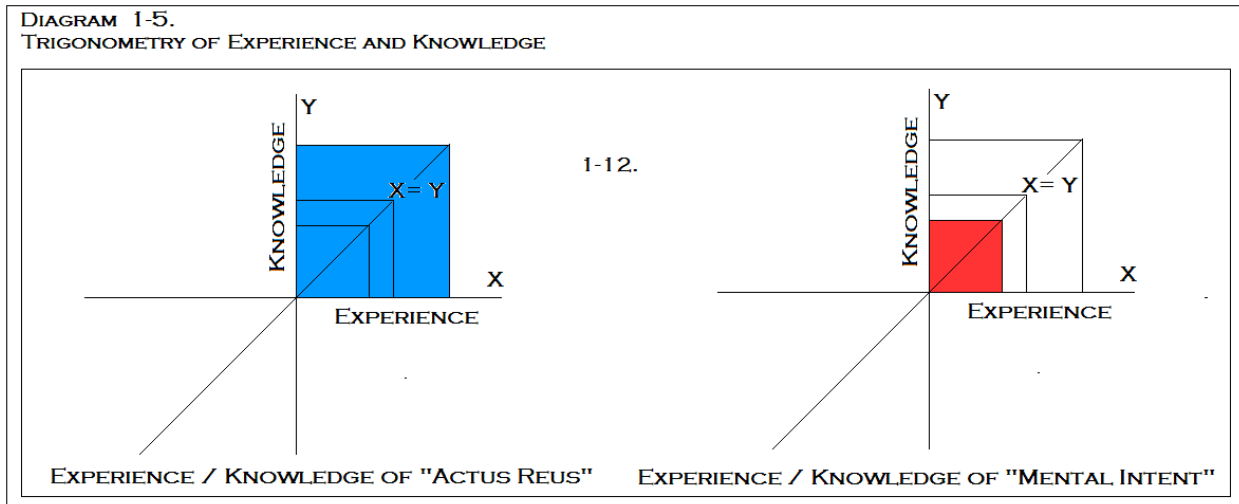 Diagram 1-5.
Trigonometry of Experience and Knowledge
Y
Knowledge
X= Y
X
Experience
Experience / Knowledge of "Actus Reus"
1-12.
Y
Knowledge
X= Y
X
Experience
Experience / Knowledge of "Mental Intent"